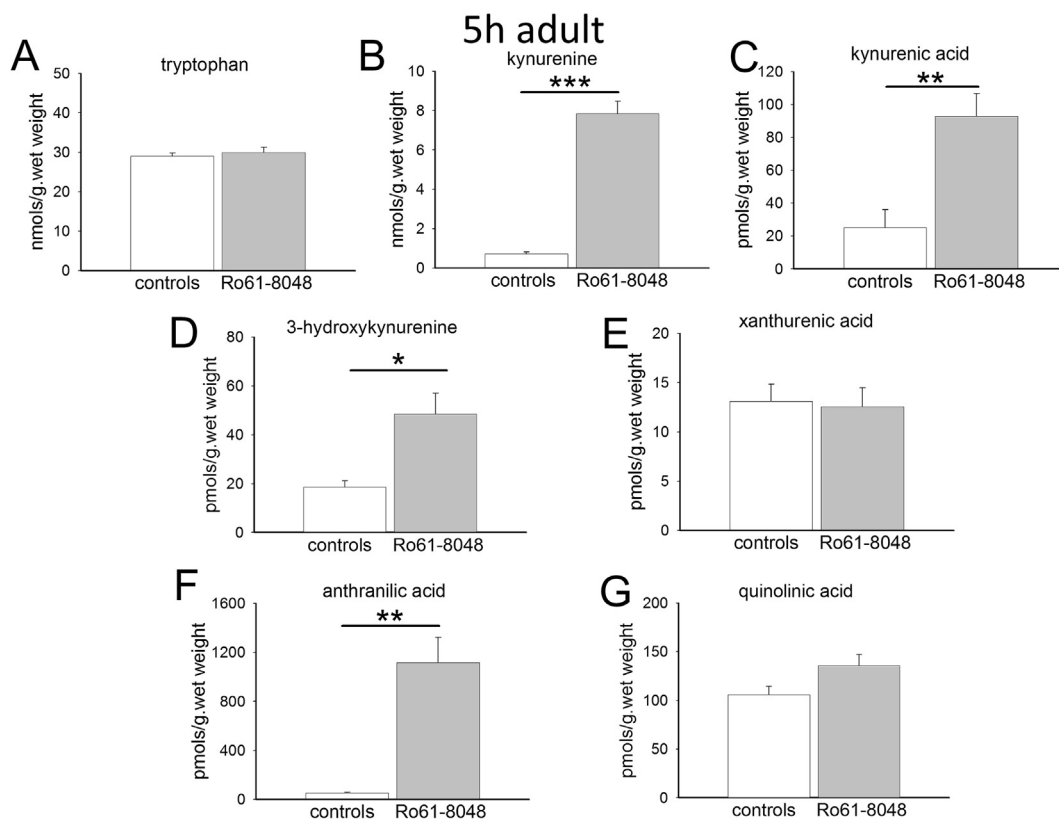 5h adult
A
tryptophan
nmols/g.wet weight
50
40
30
20
10
0
controls
Ro61-8048
B
kynurenine
nmols/g.wet weight
8
6
4
2
0
***
controls
Ro61-8048
C
kynurenic acid
pmols/g.wet weight
120
100
80
60
40
20
0
**
controls
Ro61-8048
D
3-hydroxykynurenine
pmols/g.wet weight
80
60
40
20
0
*
controls
Ro61-8048
E
xanthurenic acid
pmols/g.wet weight
20
15
10
5
0
controls
Ro61-8048
F
anthranilic acid
pmols/g.wet weight
1600
1200
800
400
0
**
controls
Ro61-8048
G
quinolinic acid
pmols/g.wet weight
200
150
100
50
0
controls
Ro61-8048